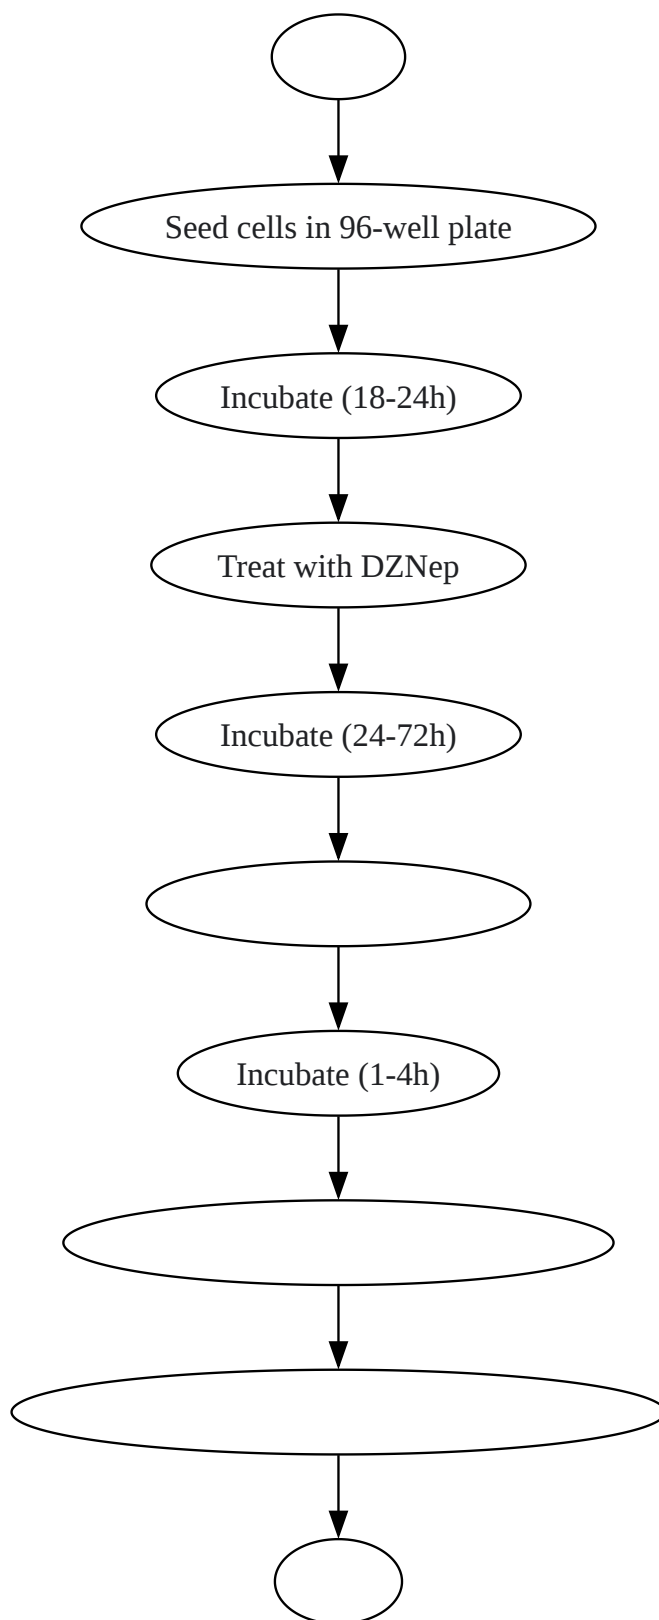 Seed cells in 96-well plate
Incubate (18-24h)
Treat with DZNep
Incubate (24-72h)
Incubate (1-4h)